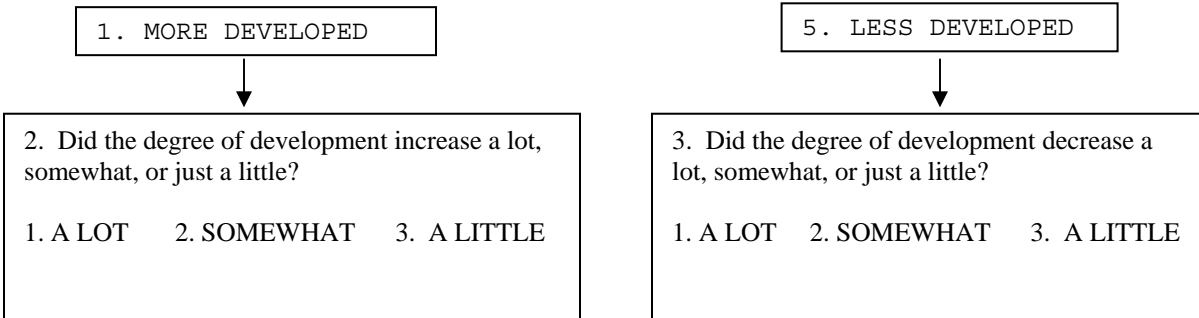 1. MORE DEVELOPED
2. Did the degree of development increase a lot,
somewhat, or just a little?
1. A LOT 2. SOMEWHAT 3. A LITTLE
5. LESS DEVELOPED
3. Did the degree of development decrease a
lot, somewhat, or just a little?
1. A LOT 2. SOMEWHAT 3. A LITTLE